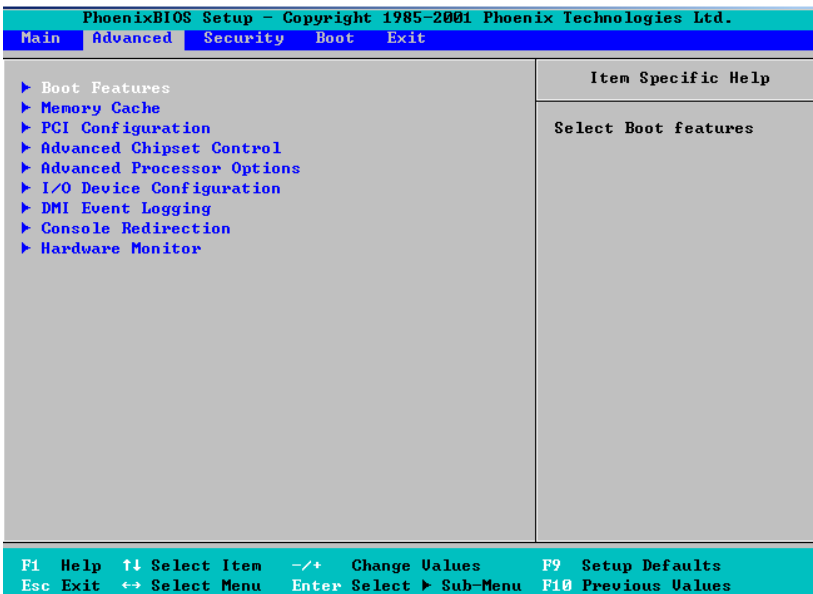 PhoenixBIOS Setup - Copyright 1985-2001 Phoenix Technologies Ltd.
Main Advanced Security Boot Exit
Item Specific Help
Boot Features
Memory Cache
PCI Configuration
Select Boot features
Advanced Chipset Control
Advanced Processor Options
I/O Device Configuration
DMI Event Logging
Console Redirection
Hardware Monitor
F1 Help ↑↓ Select Item -/+ Change Values F9 Setup Defaults
Esc Exit ↔ Select Menu Enter Select ▶ Sub-Menu F10 Previous Values